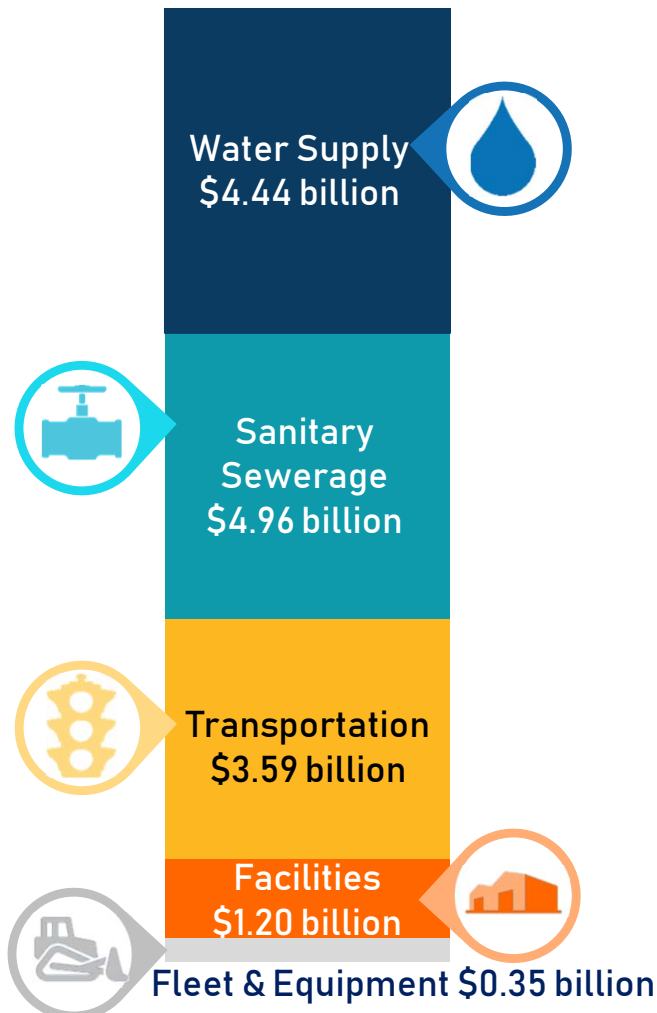 Water Supply
$4.44 billion
Sanitary
Sewerage
$4.96 billion
Transportation
$3.59 billion
Facilities
$1.20 billion
Fleet & Equipment $0.35 billion